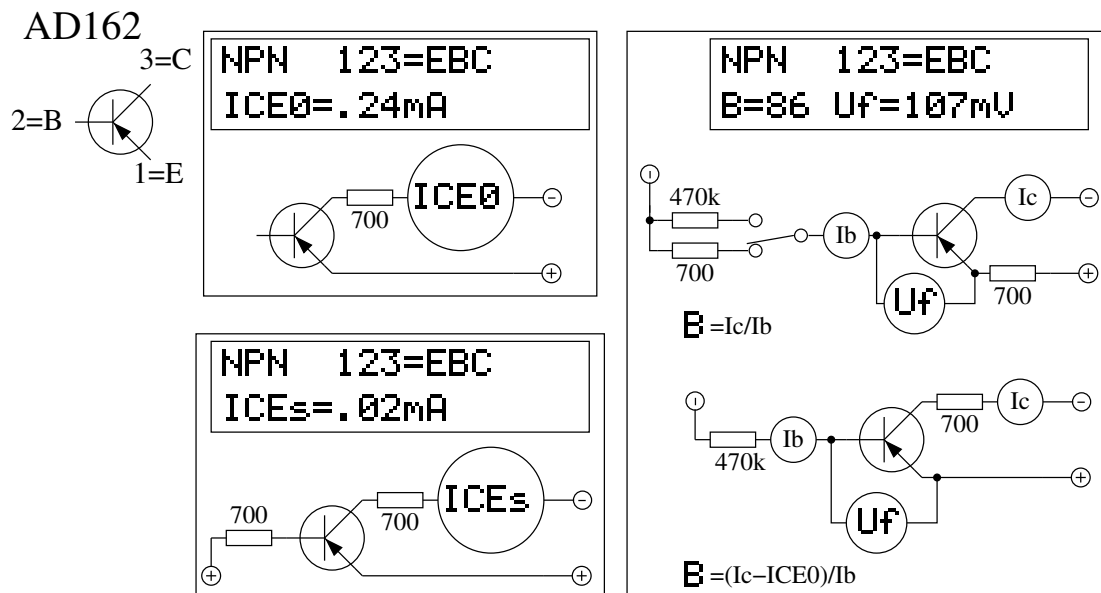 AD162
3=C
2=B
1=E
NPN 123=EBC
ICE0=.24mA
700
ICE0
−
+
NPN 123=EBC
ICEs=.02mA
700
700
ICEs
−
+
+
NPN 123=EBC
B=86 Uf=107mV
−
470k
700
Ib
Ic
−
+
700
Uf
B=Ic/Ib
−
470k
Ib
700
Ic
−
+
Uf
B=(Ic−ICE0)/Ib